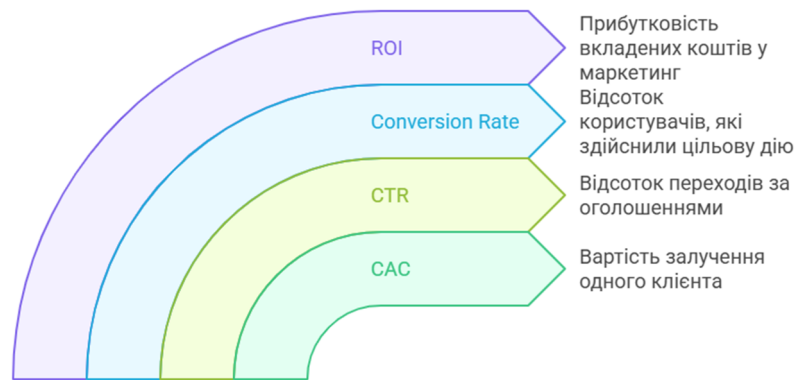 ROI
Прибутковість
вкладених коштів у
маркетинг
Conversion Rate
Відсоток
користувачів, які
здійснили цільову дію
CTR
Відсоток переходів за
оголошеннями
CAC
Вартість залучення
одного клієнта